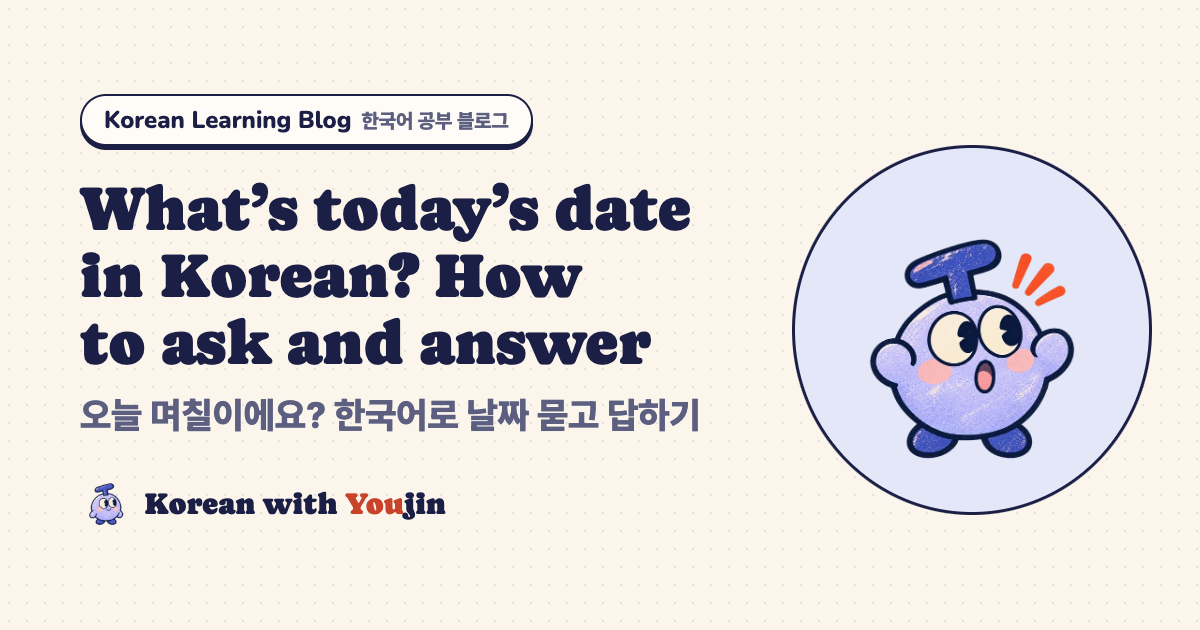 Korean Learning Blog 한국어 공부 블로그
What’s today’s date
in Korean? How
to ask and answer
오늘 며칠이에요? 한국어로 날짜 묻고 답하기
Korean with Youjin